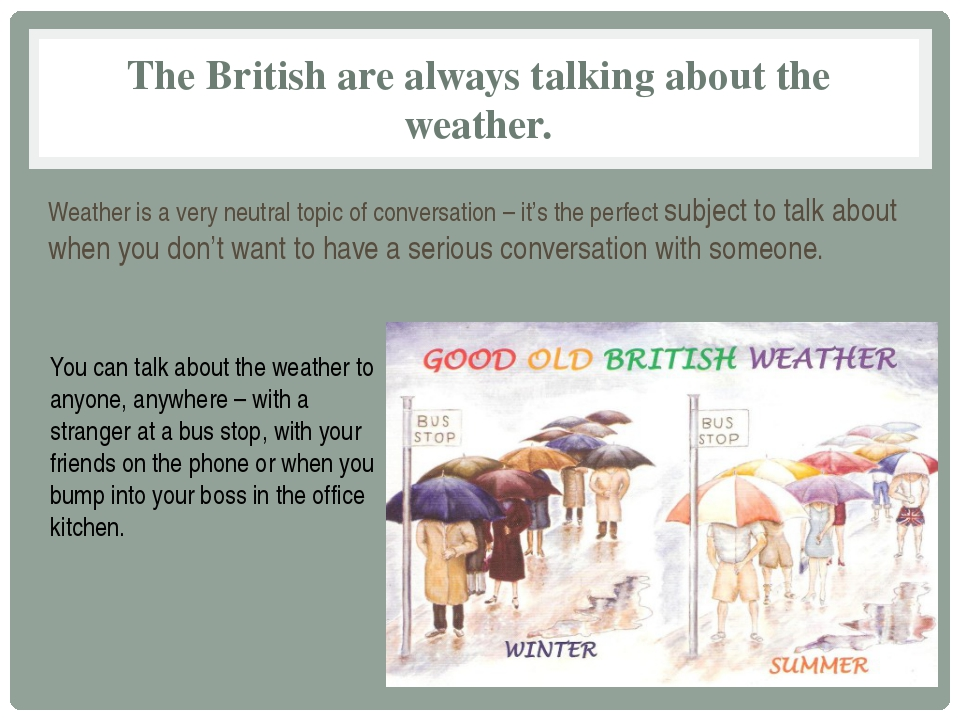 The British are always talking about the
weather.
Weather is a very neutral topic of conversation – it’s the perfect subject to talk about
when you don’t want to have a serious conversation with someone.
You can talk about the weather to
anyone, anywhere – with a
stranger at a bus stop, with your
friends on the phone or when you
bump into your boss in the office
kitchen.
GOOD OLD BRITISH WEATHER
BUS
STOP
BUS
STOP
WINTER
SUMMER